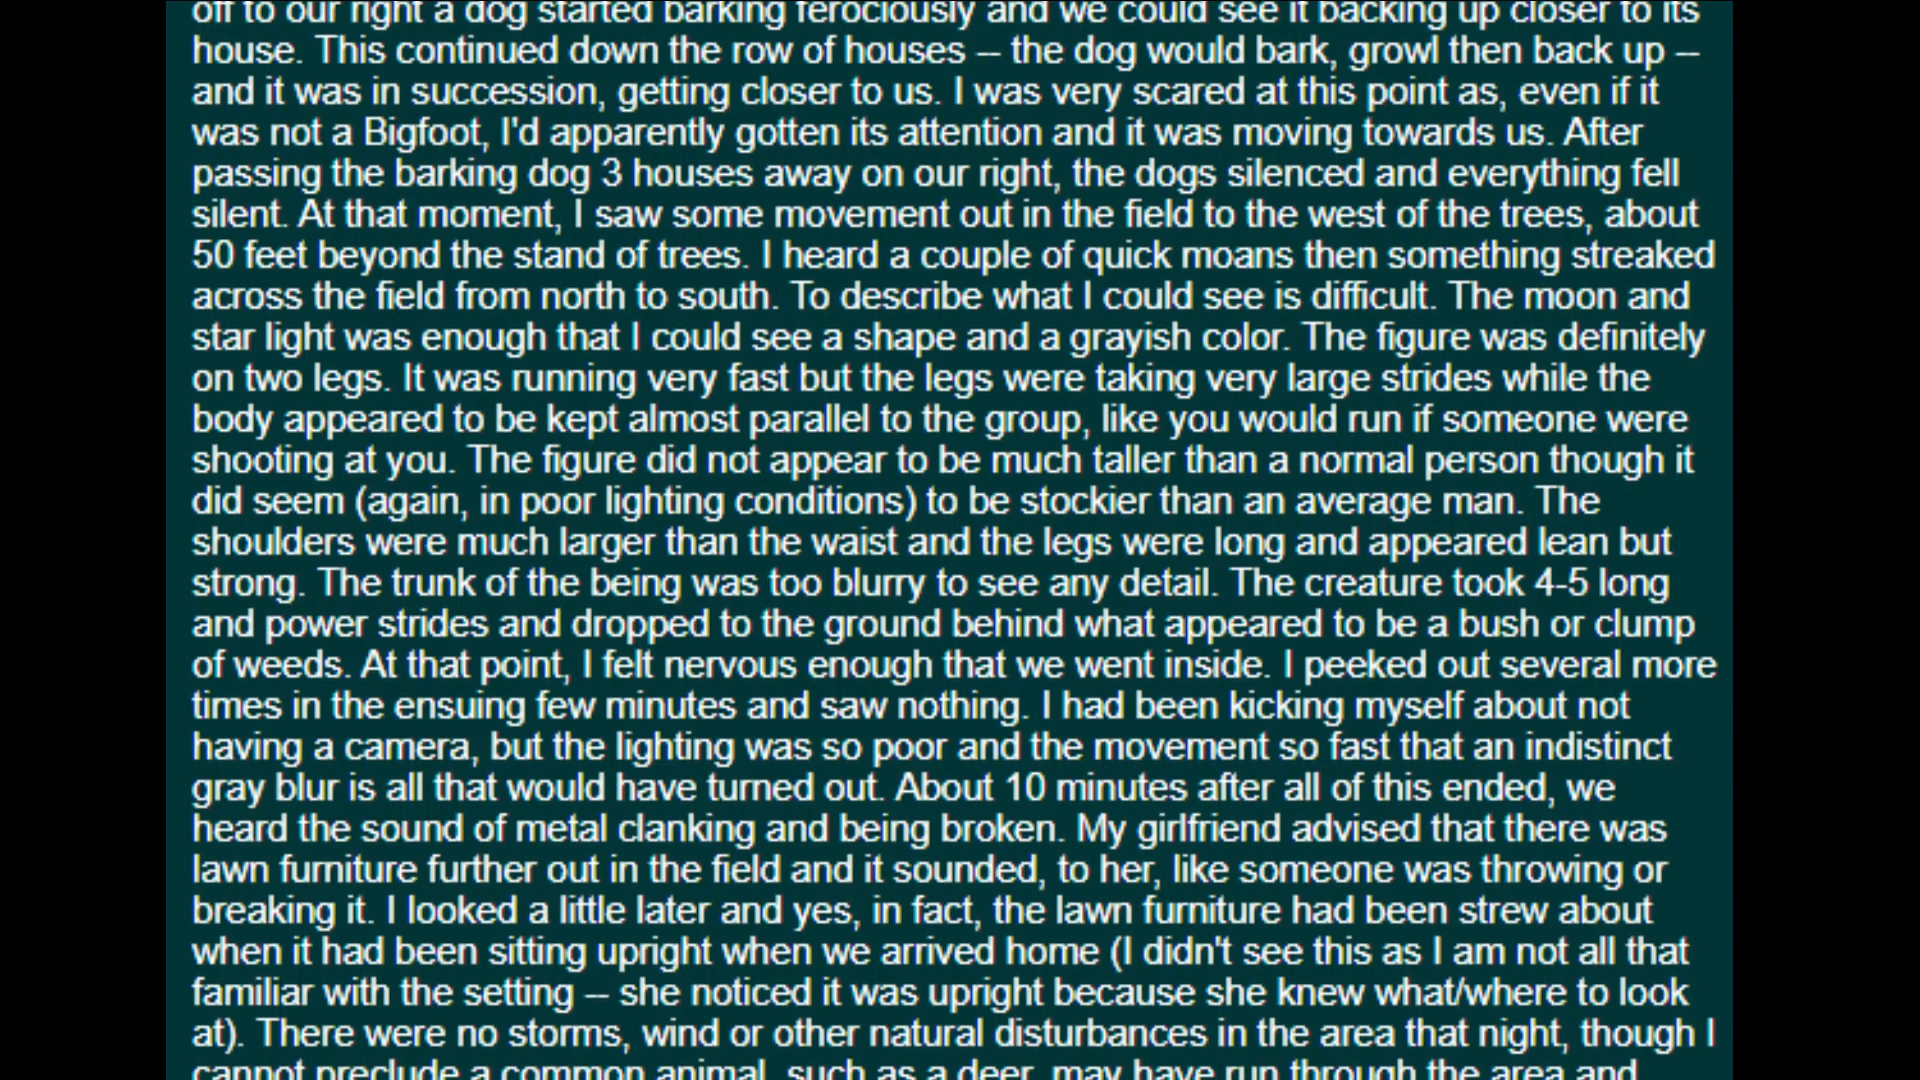 off to our right a dog started barking ferociously and we could see it backing up closer to its
house. This continued down the row of houses -- the dog would bark, growl then back up --
and it was in succession, getting closer to us. I was very scared at this point as, even if it
was not a Bigfoot, I'd apparently gotten its attention and it was moving towards us. After
passing the barking dog 3 houses away on our right, the dogs silenced and everything fell
silent. At that moment, I saw some movement out in the field to the west of the trees, about
50 feet beyond the stand of trees. I heard a couple of quick moans then something streaked
across the field from north to south. To describe what I could see is difficult. The moon and
star light was enough that I could see a shape and a grayish color. The figure was definitely
on two legs. It was running very fast but the legs were taking very large strides while the
body appeared to be kept almost parallel to the group, like you would run if someone were
shooting at you. The figure did not appear to be much taller than a normal person though it
did seem (again, in poor lighting conditions) to be stockier than an average man. The
shoulders were much larger than the waist and the legs were long and appeared lean but
strong. The trunk of the being was too blurry to see any detail. The creature took 4-5 long
and power strides and dropped to the ground behind what appeared to be a bush or clump
of weeds. At that point, I felt nervous enough that we went inside. I peeked out several more
times in the ensuing few minutes and saw nothing. I had been kicking myself about not
having a camera, but the lighting was so poor and the movement so fast that an indistinct
gray blur is all that would have turned out. About 10 minutes after all of this ended, we
heard the sound of metal clanking and being broken. My girlfriend advised that there was
lawn furniture further out in the field and it sounded, to her, like someone was throwing or
breaking it. I looked a little later and yes, in fact, the lawn furniture had been strew about
when it had been sitting upright when we arrived home (I didn't see this as I am not all that
familiar with the setting -- she noticed it was upright because she knew what/where to look
at). There were no storms, wind or other natural disturbances in the area that night, though I
cannot preclude a common animal, such as a deer, may have run through the area and